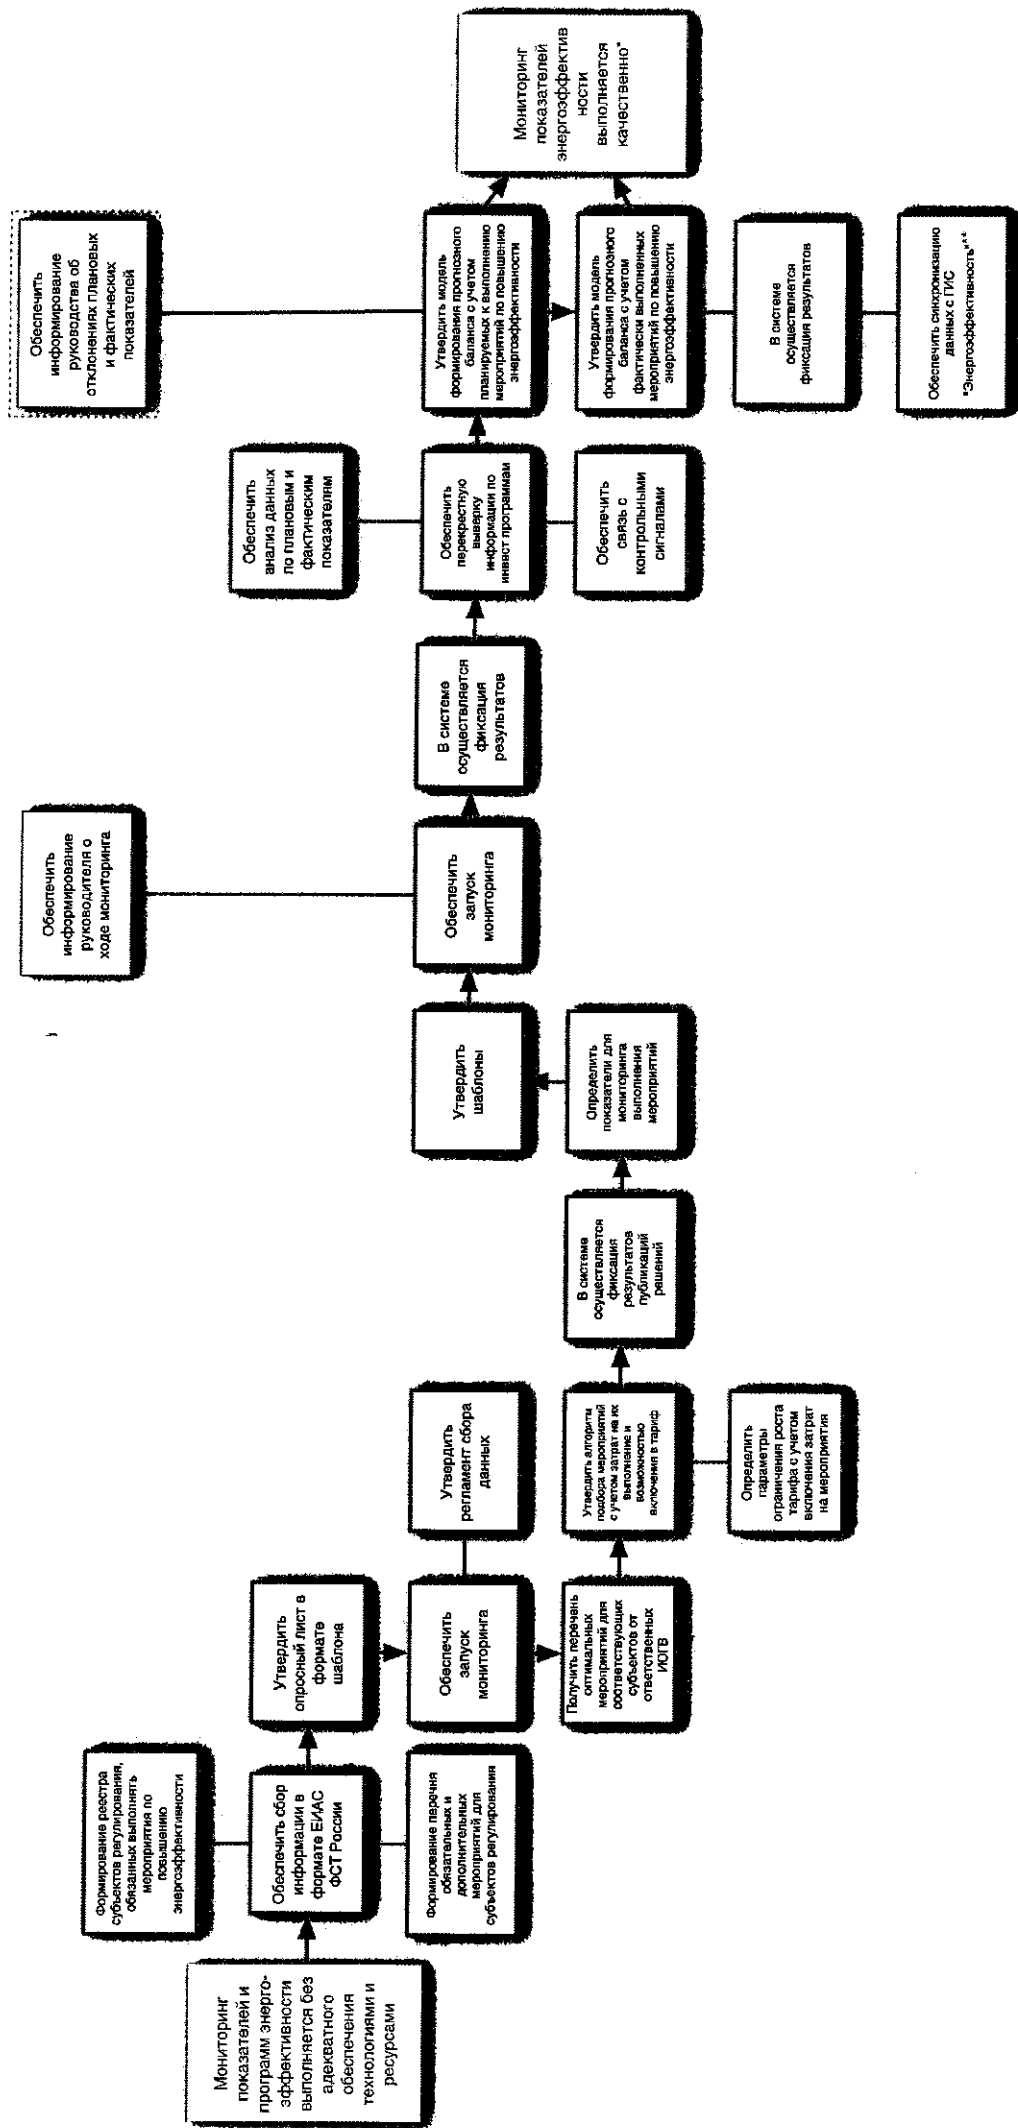 Мониторинг
показателей и
программ энерго-
эффективности
выполняется без
адекватного
обеспечения
технологиями и
ресурсами
Формирование реестра
субъектов регулирования,
обязанных выполнять
мероприятия по
повышению
энергоэффективности
Обеспечить сбор
информации в
формате ЕИАС
ФСТ России
Формирование перечня
обязательных и
дополнительных
мероприятий для
субъектов регулирования
Утвердить
опросный лист в
формате
шаблона
Обеспечить
запуск
мониторинга
Утвердить
регламент сбора
данных
Получить перечень
оптимальных
мероприятий для
соответствующих
субъектов от
ответственных
ИОГВ
Утвердить алгоритм
подбора мероприятий
с учетом затрат на их
выполнение и
возможностью
включения в тариф
Определить
параметры
ограничения роста
тарифа с учетом
включения затрат
на мероприятия
В системе
осуществляется
фиксация
результатов
публикаций
решений
Определить
показатели для
мониторинга
выполнения
мероприятий
Утвердить
шаблоны
Обеспечить
запуск
мониторинга
Обеспечить
информирование
руководителя о
ходе мониторинга
В системе
осуществляется
фиксация
результатов
Обеспечить
анализ данных
по плановым и
фактическим
показателям
Обеспечить
перекрестную
выверку
информации по
инвест программам
Обеспечить
связь с
контрольными
сигналами
Обеспечить
информирование
руководства об
отклонениях плановых
и фактических
показателей
Утвердить модель
формирования прогнозного
баланса с учетом
планируемых к выполнению
мероприятий по повышению
энергоэффективности
Утвердить модель
формирования прогнозного
баланса с учетом
фактически выполненных
мероприятий по повышению
энергоэффективности
В системе
осуществляется
фиксация результатов
Обеспечить синхронизацию
данных с ГИС
"Энергоэффективность"**
Мониторинг
показателей
энергоэффектив
ности
выполняется
качественно*